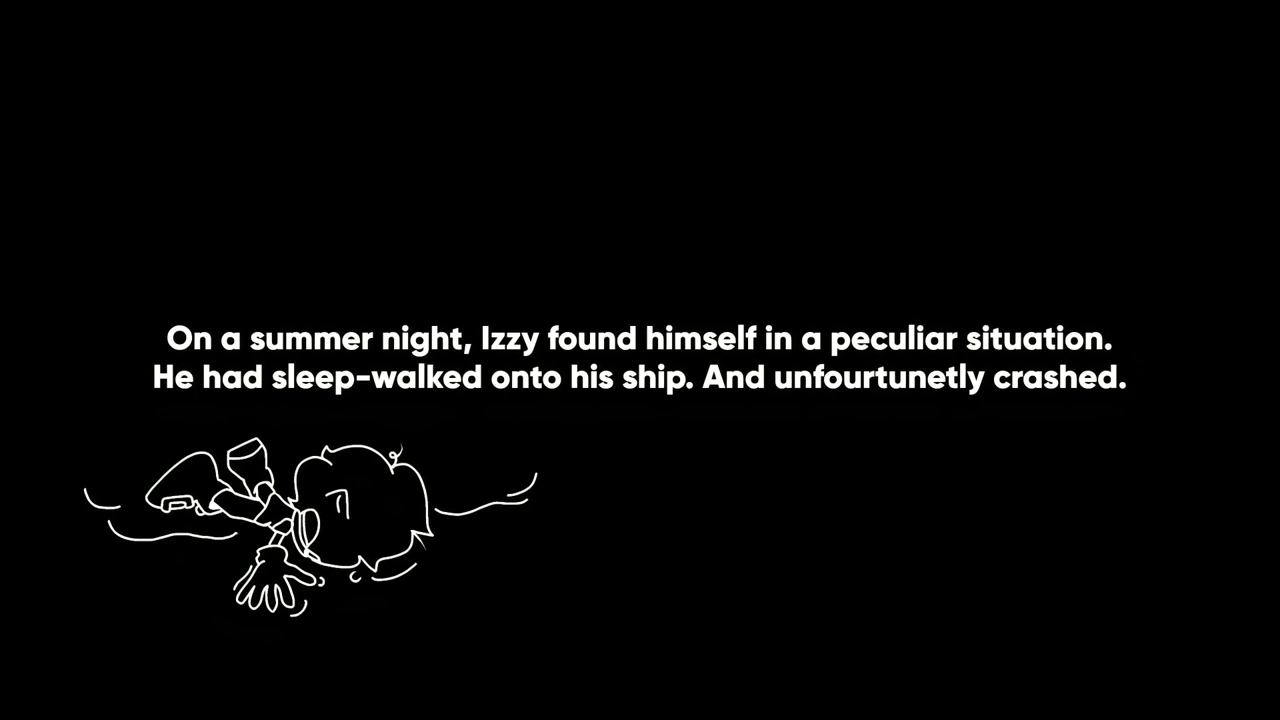 On a summer night, Izzy found himself in a peculiar situation.
He had sleep-walked onto his ship. And unfourtunetly crashed.